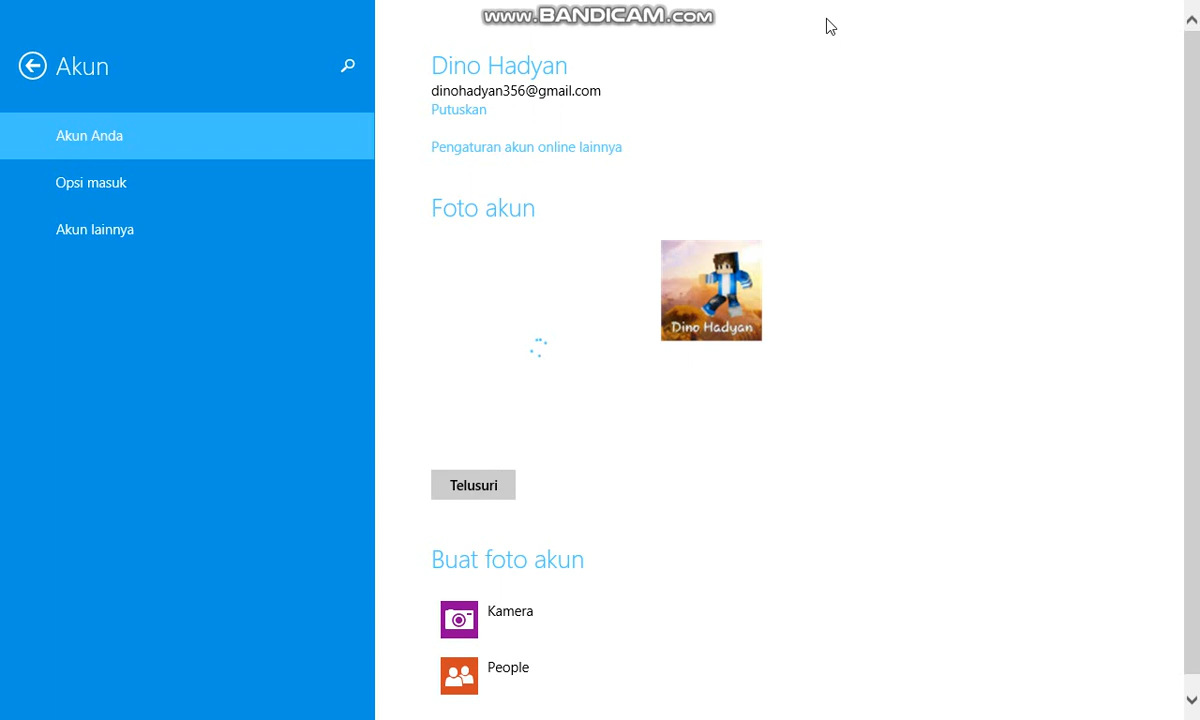 www.BANDICAM.com
Akun
Akun Anda
Opsi masuk
Akun lainnya
Dino Hadyan
dinohadyan356@gmail.com
Putuskan
Pengaturan akun online lainnya
Foto akun
Dino Hadyan
Telusuri
Buat foto akun
Kamera
People